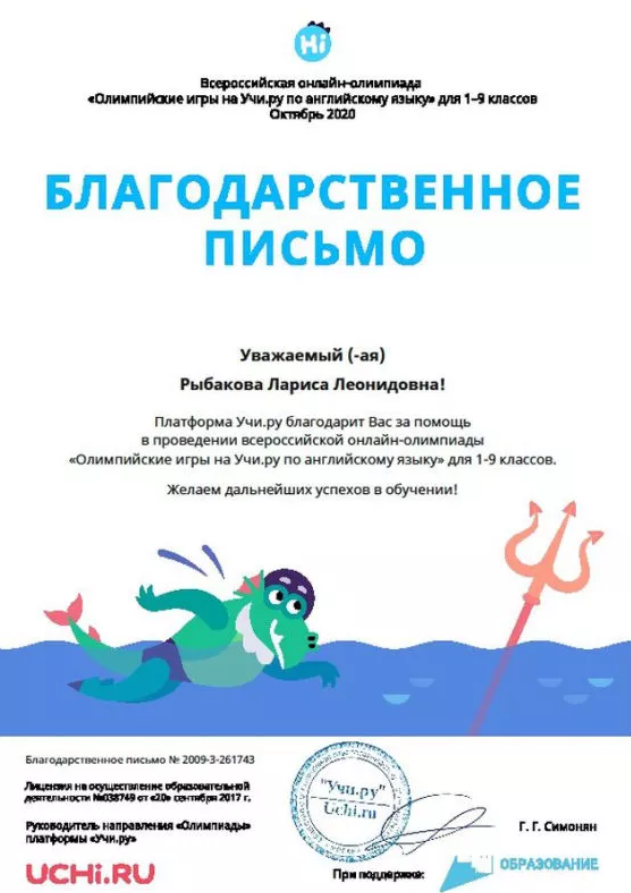 Hi
Всероссийская онлайн-олимпиада
«Олимпийские игры на Учи.ру по английскому языку» для 1–9 классов
Октябрь 2020
БЛАГОДАРСТВЕННОЕ
ПИСЬМО
Уважаемый (-ая)
Рыбакова Лариса Леонидовна!
Платформа Учи.ру благодарит Вас за помощь
в проведении всероссийской онлайн-олимпиады
«Олимпийские игры на Учи.ру по английскому языку» для 1-9 классов.
Желаем дальнейших успехов в обучении!
Благодарственное письмо № 2009-3-261743
Лицензия на осуществление образовательной
деятельности №038749 от «20» сентября 2017 г.,
Руководитель направления «Олимпиады»
платформы «Учи.ру»
"Учи.ру"
Uchi.ru
Г. Г. Симонян
UCHi.RU
При поддержке:
ОБРАЗОВАНИЕ